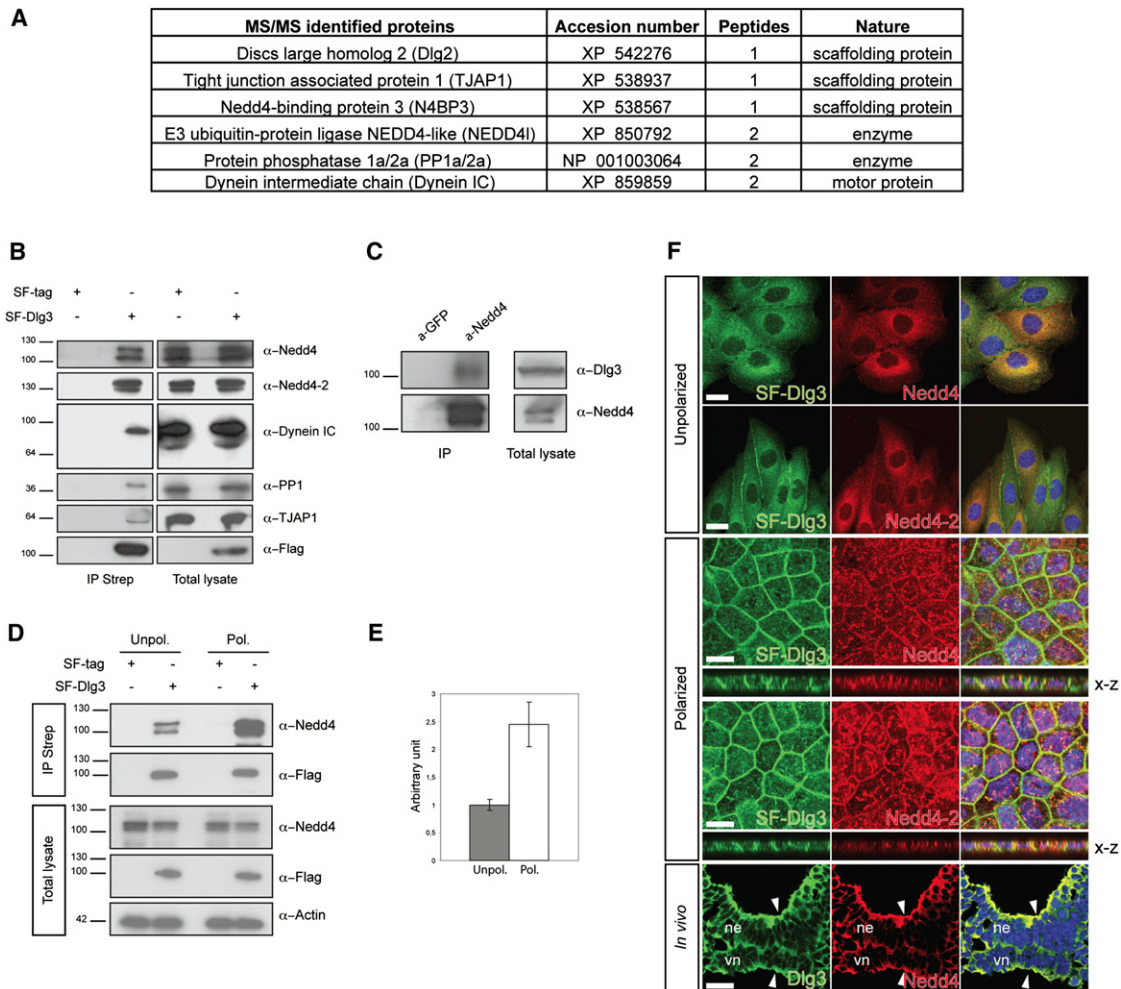 A
MS/MS identified proteins Accesion number Peptides Nature
Discs large homolog 2 (Dlg2) XP 542276 1 scaffolding protein
Tight junction associated protein 1 (TJAP1) XP 538937 1 scaffolding protein
Nedd4-binding protein 3 (N4BP3) XP 538567 1 scaffolding protein
E3 ubiquitin-protein ligase NEDD4-like (NEDD4l) XP 850792 2 enzyme
Protein phosphatase 1a/2a (PP1a/2a) NP 001003064 2 enzyme
Dynein intermediate chain (Dynein IC) XP 859859 2 motor protein
B
SF-tag + - + -
SF-Dlg3 - + - +
130
100
α-Nedd4
130
α-Nedd4-2
100
64
α-Dynein IC
36
α-PP1
64
α-TJAP1
100
α-Flag
IP Strep Total lysate
C
a-GFP
a-Nedd4
100
α-Dlg3
100
α-Nedd4
IP Total lysate
D
Unpol. Pol.
SF-tag + - + -
SF-Dlg3 - + - +
IP Strep
130
100
α-Nedd4
130
100
α-Flag
Total lysate
130
100
α-Nedd4
130
100
α-Flag
42
α-Actin
E
Arbirtrary unit
3
2,5
2
1,5
1
0,5
0
Unpol. Pol.
F
Unpolarized
SF-Dlg3 Nedd4
SF-Dlg3 Nedd4-2
Polarized
SF-Dlg3 Nedd4
x-z
SF-Dlg3 Nedd4-2
x-z
In vivo
ne ne ne
vn vn vn
Dlg3 Nedd4